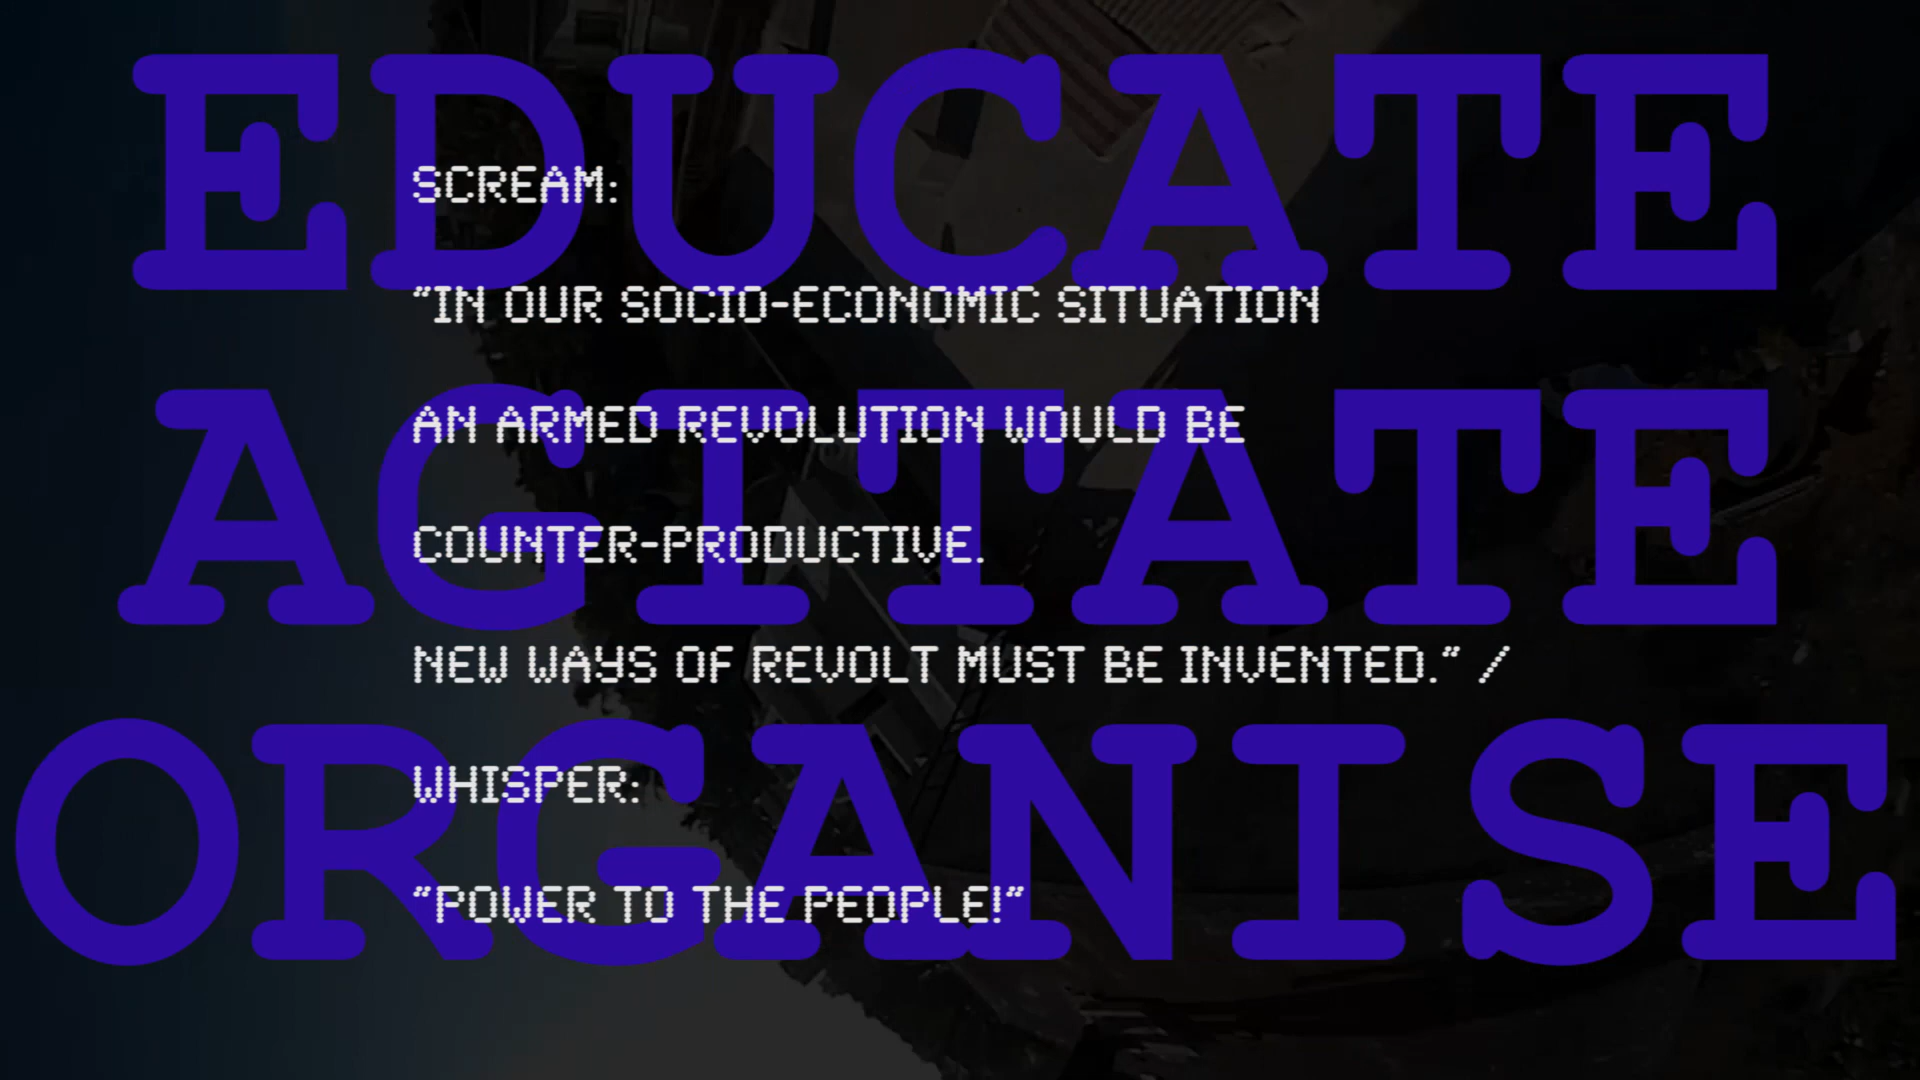 EDUCATE
SCREAM:
"IN OUR SOCIO-ECONOMIC SITUATION
AGITATE
AN ARMED REVOLUTION WOULD BE
COUNTER-PRODUCTIVE.
NEW WAYS OF REVOLT MUST BE INVENTED." /
ORGANISE
WHISPER:
"POWER TO THE PEOPLE!"